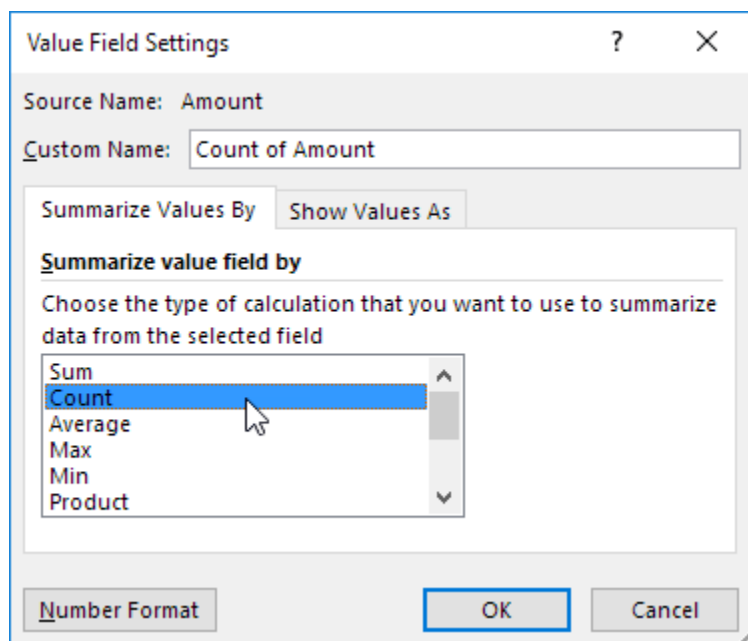 Value Field Settings ?
Source Name: Amount
Custom Name: Count of Amount
Summarize Values By Show Values As
Summarize value field by
Choose the type of calculation that you want to use to summarize
data from the selected field
Sum
Count
Average
Max
Min
Product
Number Format OK Cancel